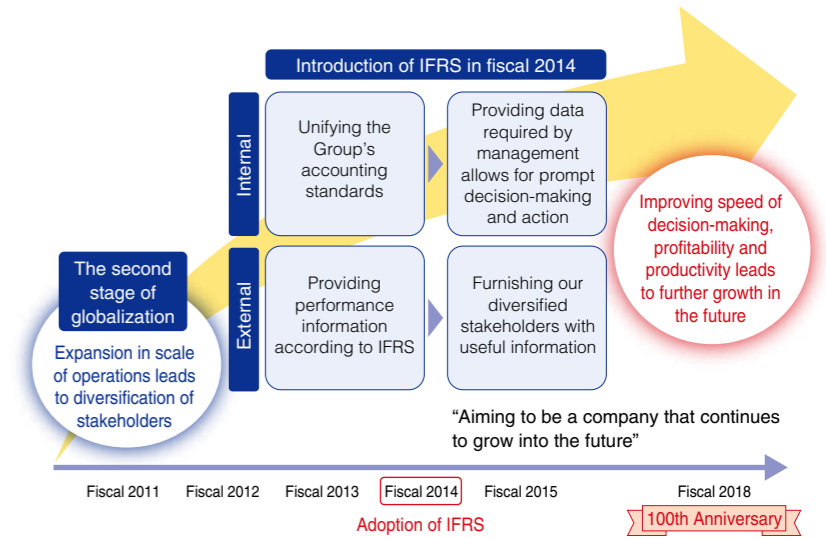 Introduction of IFRS in fiscal 2014
Internal
Unifying the
Group's
accounting
standards
Providing data
required by
management
allows for prompt
decision-making
and action
External
Providing
performance
information
according to IFRS
Furnishing our
diversified
stakeholders with
useful information
The second
stage of
globalization
Expansion in scale
of operations leads
to diversification of
stakeholders
Improving speed of
decision-making,
profitability and
productivity leads
to further growth in
the future
“Aiming to be a company that continues
to grow into the future”
Fiscal 2011 Fiscal 2012 Fiscal 2013 Fiscal 2014 Fiscal 2015 Fiscal 2018
Adoption of IFRS
100th Anniversary